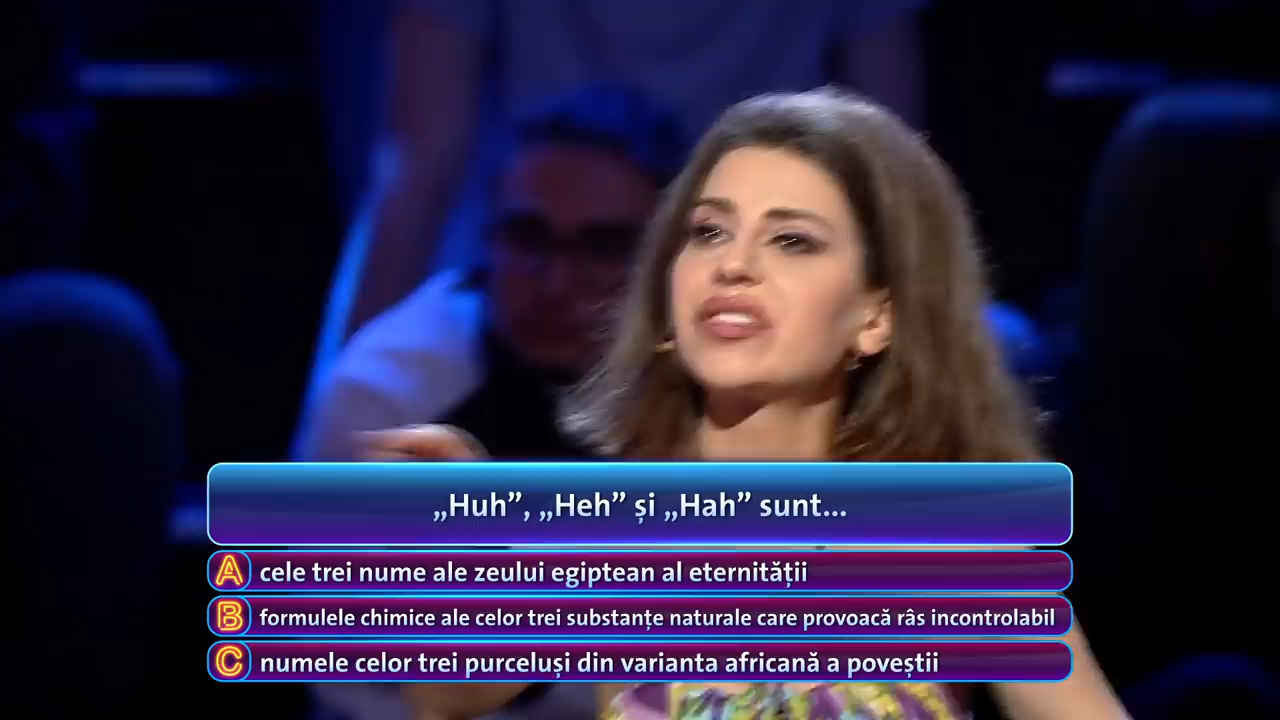 „Huh”, „Heh” și „Hah” sunt...
A cele trei nume ale zeului egiptean al eternității
B formulele chimice ale celor trei substanțe naturale care provoacă râs incontrolabil
C numele celor trei purceluși din varianta africană a poveștii